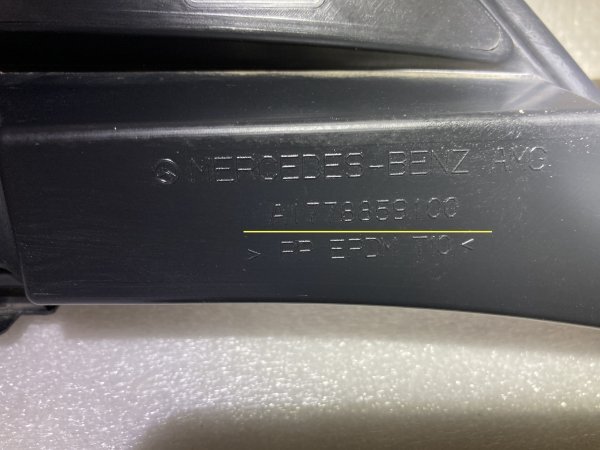 MERCEDES-BENZ AMG
A1778859100
> PP EPDM T10 <